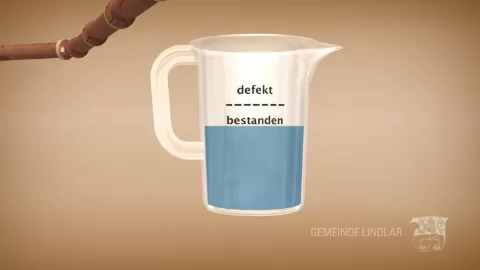 defekt
-------
bestanden
GEMEINDE LINDLAR